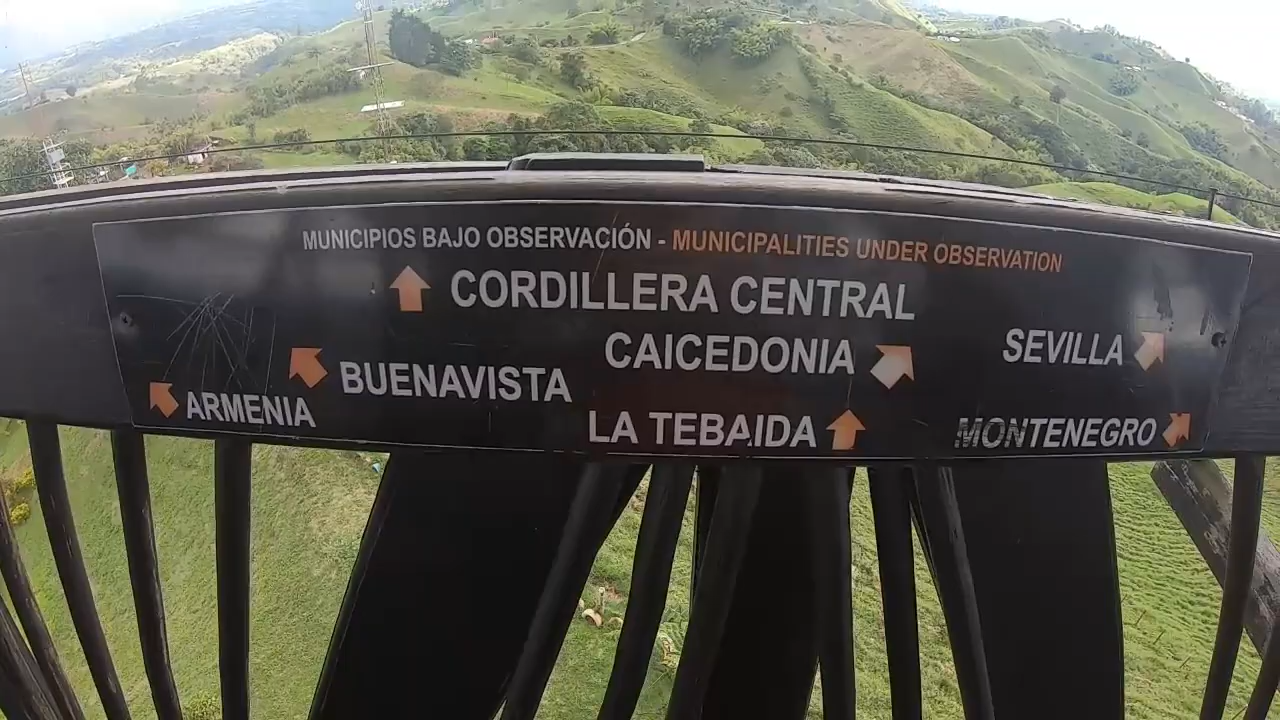 MUNICIPIOS BAJO OBSERVACIÓN - MUNICIPALITIES UNDER OBSERVATION
CORDILLERA CENTRAL
CAICEDONIA
SEVILLA
BUENAVISTA
ARMENIA
LA TEBAIDA
MONTENEGRO